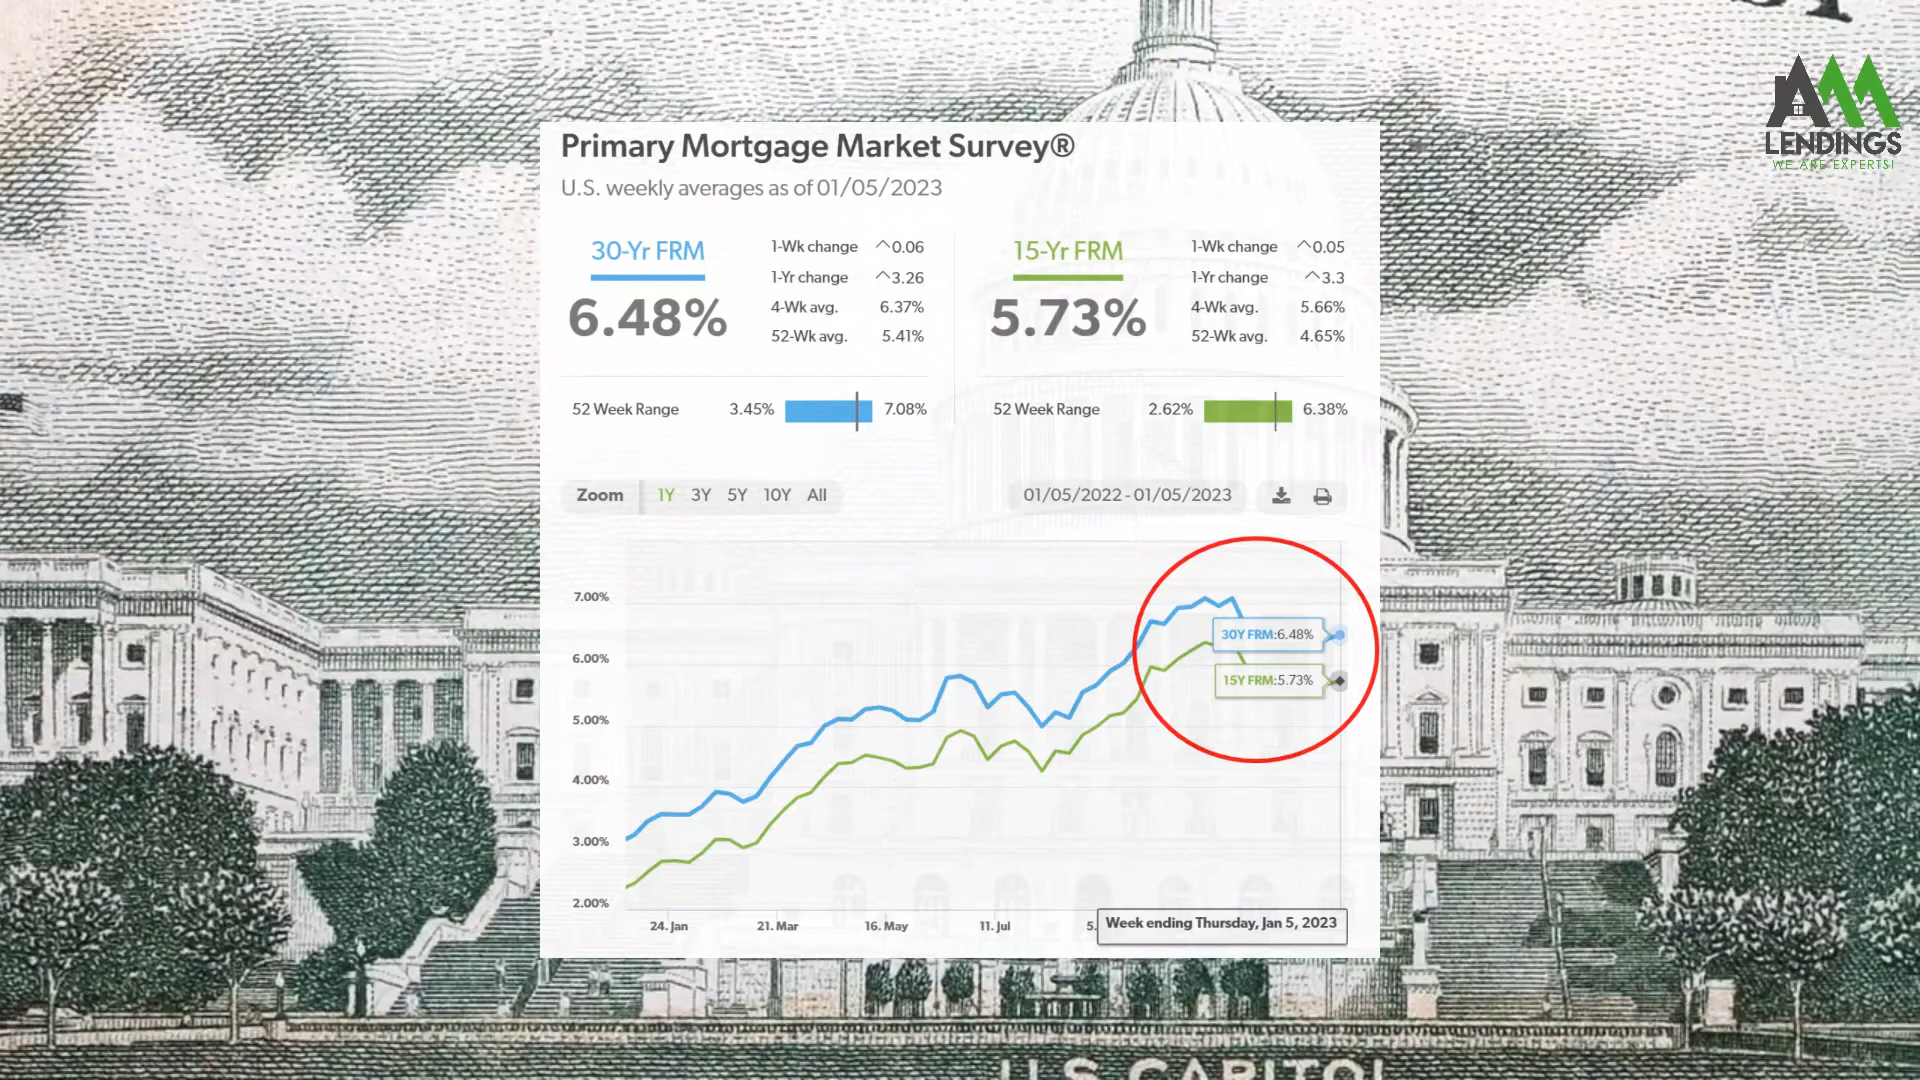 AAA
LENDINGS
WE ARE EXPERTS!
Primary Mortgage Market Survey®
U.S. weekly averages as of 01/05/2023
30-Yr FRM
6.48%
1-Wk change ^0.06
1-Yr change ^3.26
4-Wk avg. 6.37%
52-Wk avg. 5.41%
52 Week Range 3.45% 7.08%
15-Yr FRM
5.73%
1-Wk change ^0.05
1-Yr change ^3.3
4-Wk avg. 5.66%
52-Wk avg. 4.65%
52 Week Range 2.62% 6.38%
Zoom 1Y 3Y 5Y 10Y All
01/05/2022 - 01/05/2023
7.00%
6.00%
5.00%
4.00%
3.00%
2.00%
30Y FRM:6.48%
15Y FRM:5.73%
24. Jan 21. Mar 16. May 11. Jul 5.
Week ending Thursday, Jan 5, 2023
U.S. CAPITOL